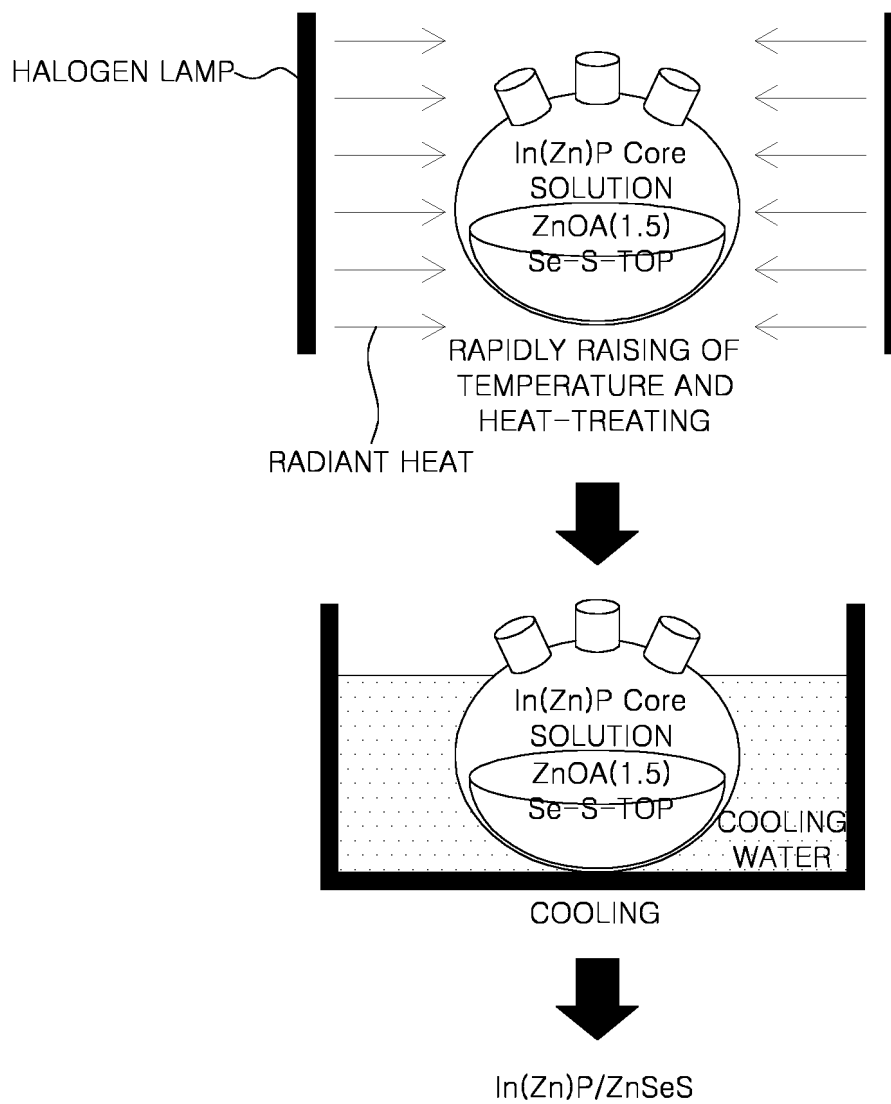 HALOGEN LAMP
In(Zn)P Core
SOLUTION
ZnOA(1.5)
Se-S-TOP
RAPIDLY RAISING OF
TEMPERATURE AND
HEAT-TREATING
RADIANT HEAT
In(Zn)P Core
SOLUTION
ZnOA(1.5)
Se-S-TOP
COOLING
WATER
COOLING
In(Zn)P/ZnSeS